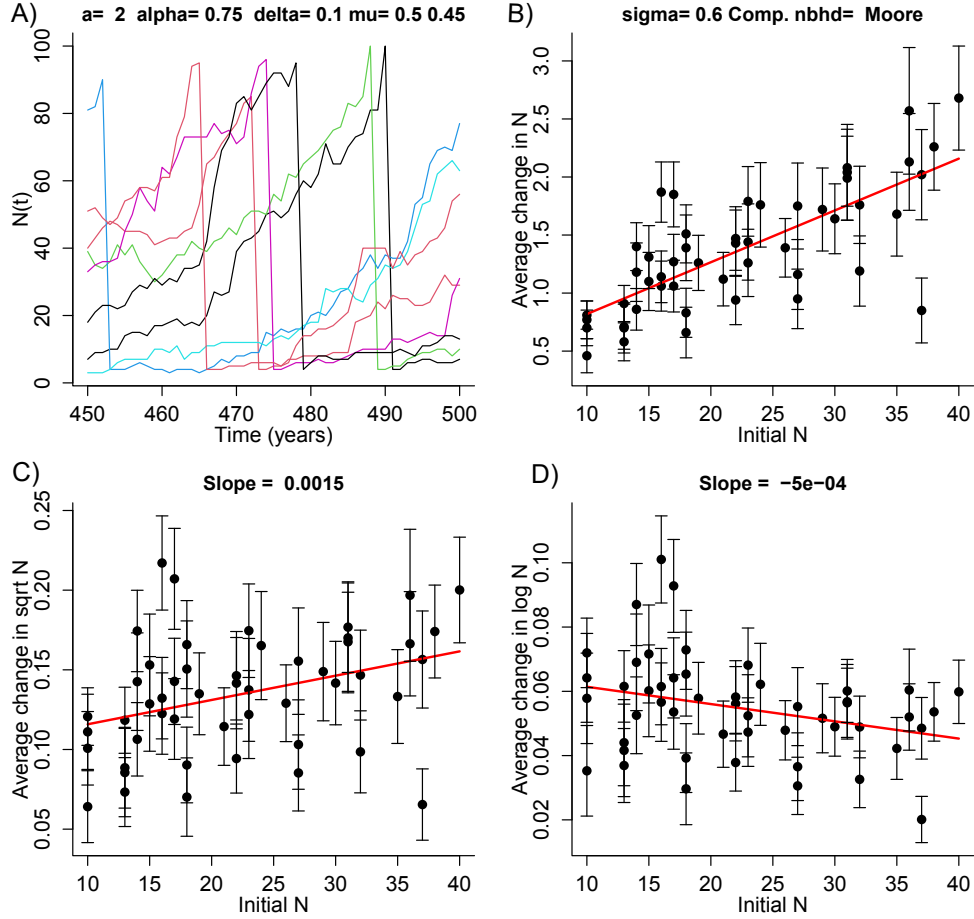 A)
a= 2 alpha= 0.75 delta= 0.1 mu= 0.5 0.45
N(t)
100
80
60
40
20
0
450 460 470 480 490 500
Time (years)
B)
sigma= 0.6 Comp. nbhd= Moore
Average change in N
3.0
2.5
2.0
1.5
1.0
0.5
10 15 20 25 30 35 40
Initial N
C)
Slope = 0.0015
Average change in sqrt N
0.25
0.20
0.15
0.10
0.05
10 15 20 25 30 35 40
Initial N
D)
Slope = −5e−04
Average change in log N
0.10
0.08
0.06
0.04
0.02
10 15 20 25 30 35 40
Initial N